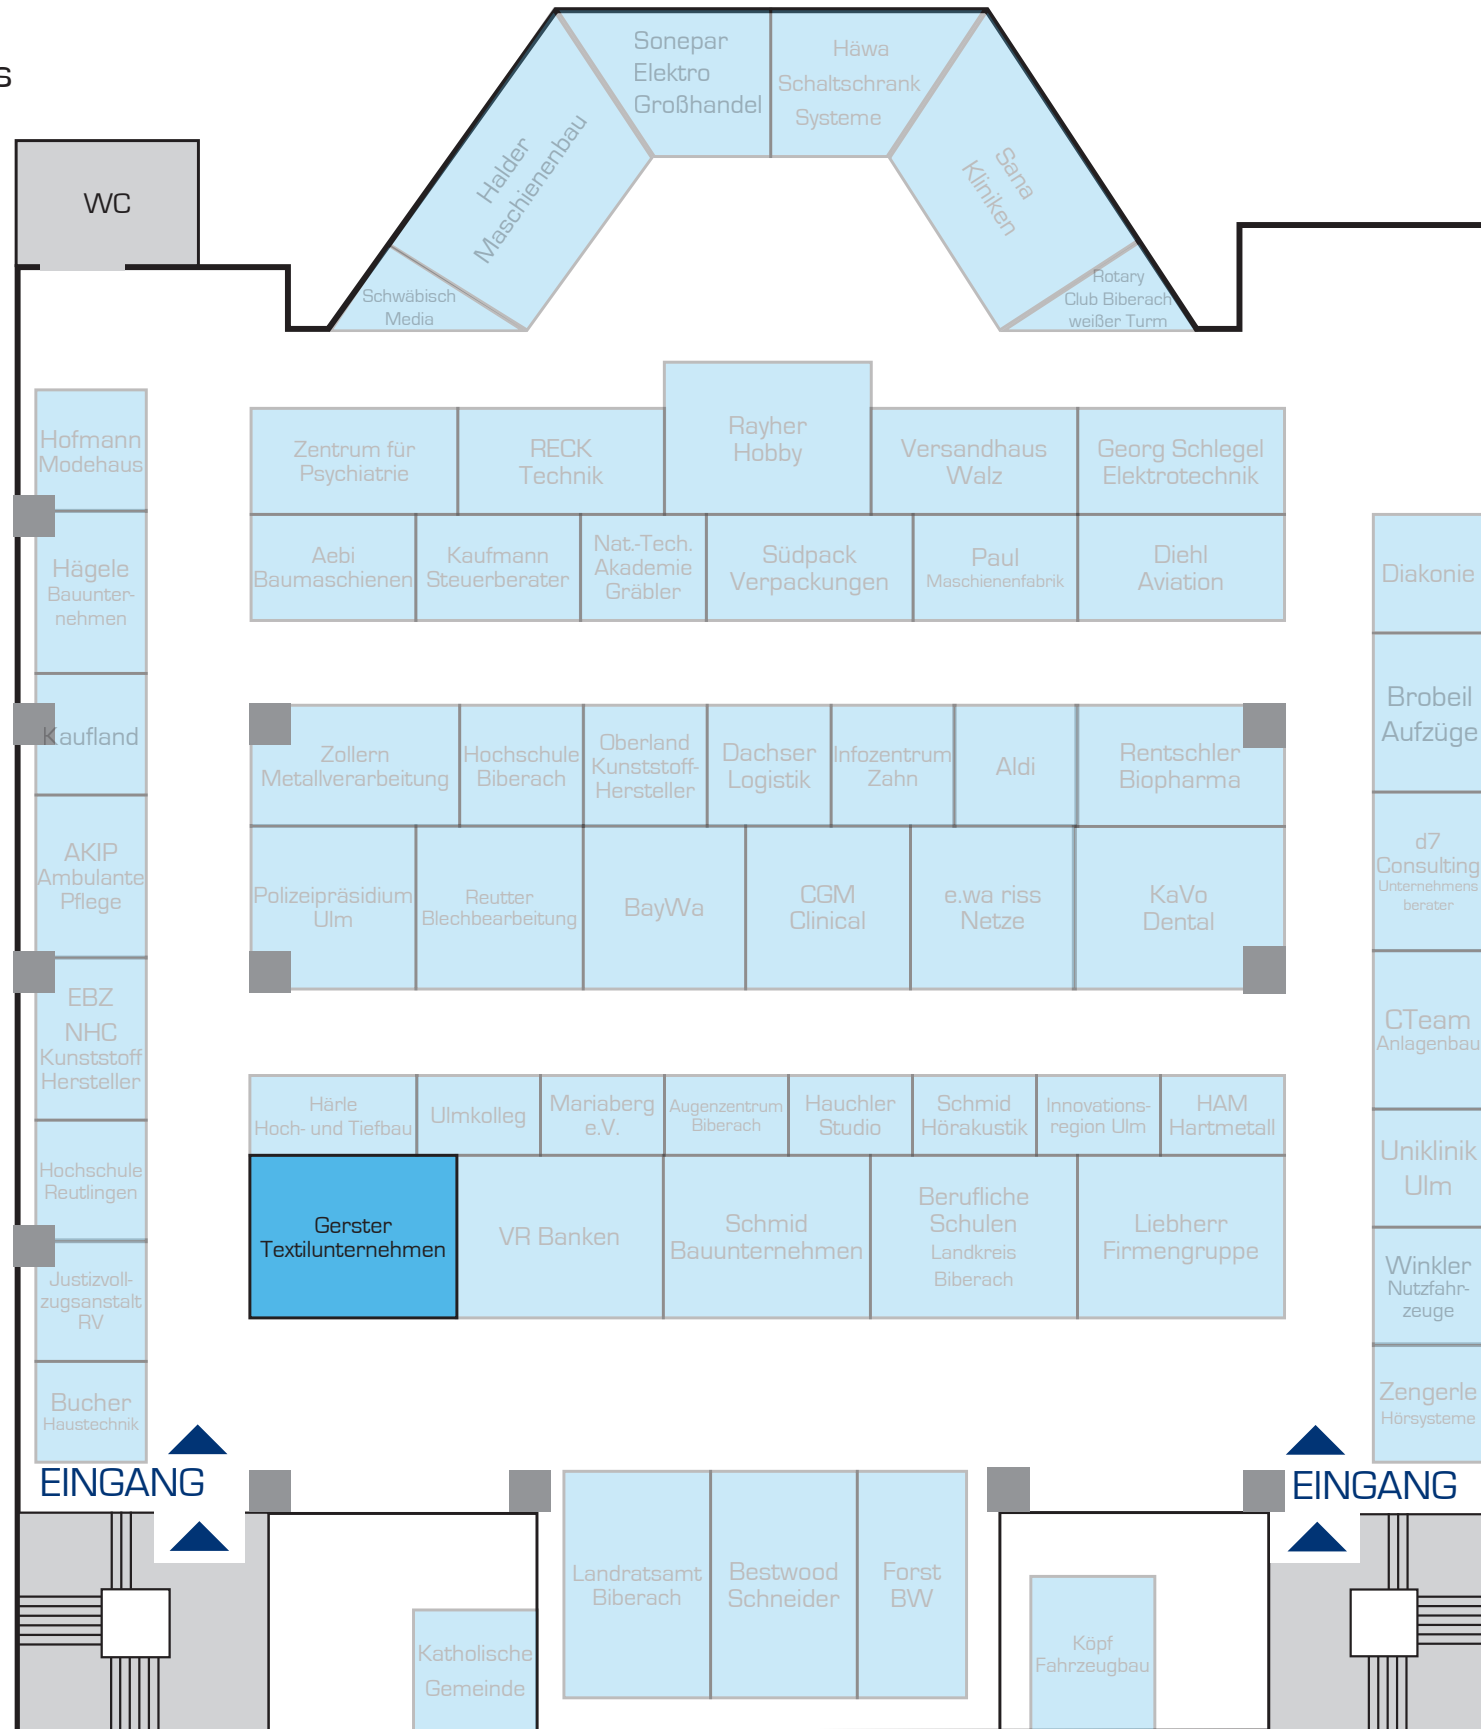 s
WC
Sonepar
Elektro
Großhandel
Häwa
Schaltschrank
Systeme
Halder
Maschienenbau
Sana
Kliniken
Schwäbisch
Media
Rotary
Club Biberach
weißer Turm
Hofmann
Modehaus
Hägele
Bauunter-
nehmen
Kaufland
AKIP
Ambulante
Pflege
EBZ
NHC
Kunststoff
Hersteller
Hochschule
Reutlingen
Justizvoll-
zugsanstalt
RV
Bucher
Haustechnik
Zentrum für
Psychiatrie
RECK
Technik
Rayher
Hobby
Versandhaus
Walz
Georg Schlegel
Elektrotechnik
Aebi
Baumaschienen
Kaufmann
Steuerberater
Nat.-Tech.
Akademie
Gräbler
Südpack
Verpackungen
Paul
Maschienenfabrik
Diehl
Aviation
Zollern
Metallverarbeitung
Hochschule
Biberach
Oberland
Kunststoff-
Hersteller
Dachser
Logistik
Infozentrum
Zahn
Aldi
Rentschler
Biopharma
Polizeipräsidium
Ulm
Reutter
Blechbearbeitung
BayWa
CGM
Clinical
e.wa riss
Netze
KaVo
Dental
Härle
Hoch- und Tiefbau
Ulmkolleg
Mariaberg
e.V.
Augenzentrum
Biberach
Hauchler
Studio
Schmid
Hörakustik
Innovations-
region Ulm
HAM
Hartmetall
Gerster
Textilunternehmen
VR Banken
Schmid
Bauunternehmen
Berufliche
Schulen
Landkreis
Biberach
Liebherr
Firmengruppe
Diakonie
Brobeil
Aufzüge
d7
Consulting
Unternehmens
berater
CTeam
Anlagenbau
Uniklinik
Ulm
Winkler
Nutzfahr-
zeuge
Zengerle
Hörsysteme
EINGANG
EINGANG
Landratsamt
Biberach
Bestwood
Schneider
Forst
BW
Katholische
Gemeinde
Köpf
Fahrzeugbau